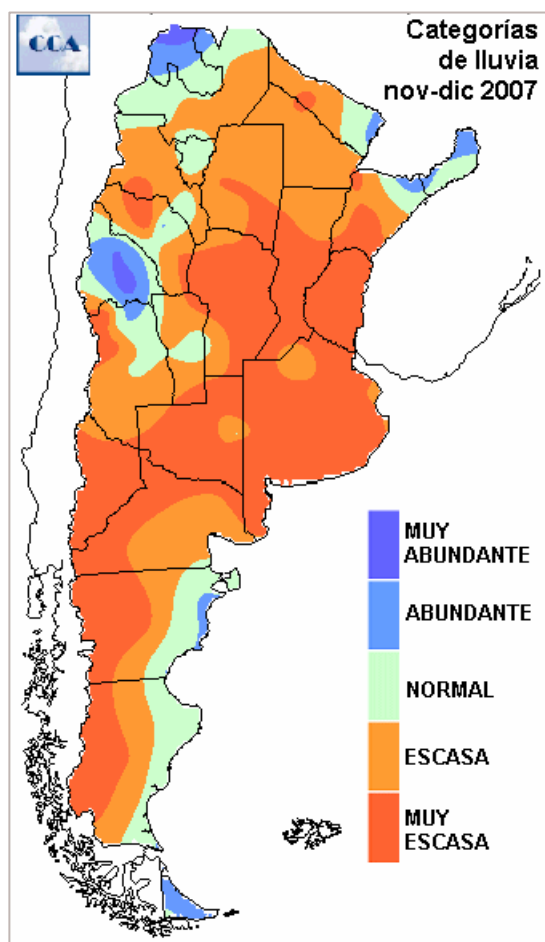 CCA
Categorías
de lluvia
nov-dic 2007
MUY
ABUNDANTE
ABUNDANTE
NORMAL
ESCASA
MUY
ESCASA